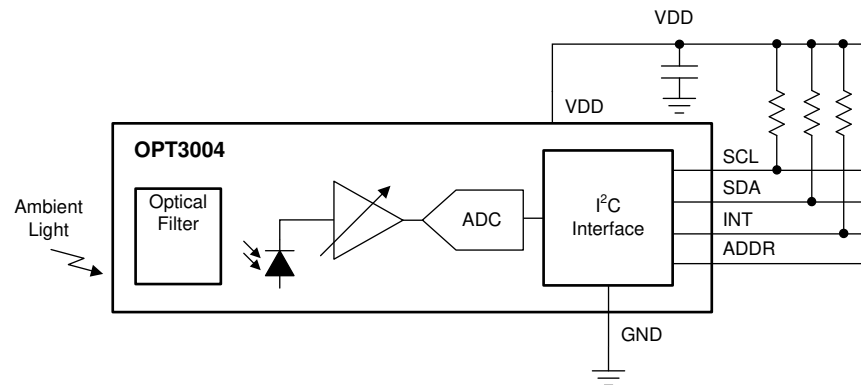 VDD
VDD
OPT3004
Ambient
Light
Optical
Filter
ADC
I²C
Interface
SCL
SDA
INT
ADDR
GND